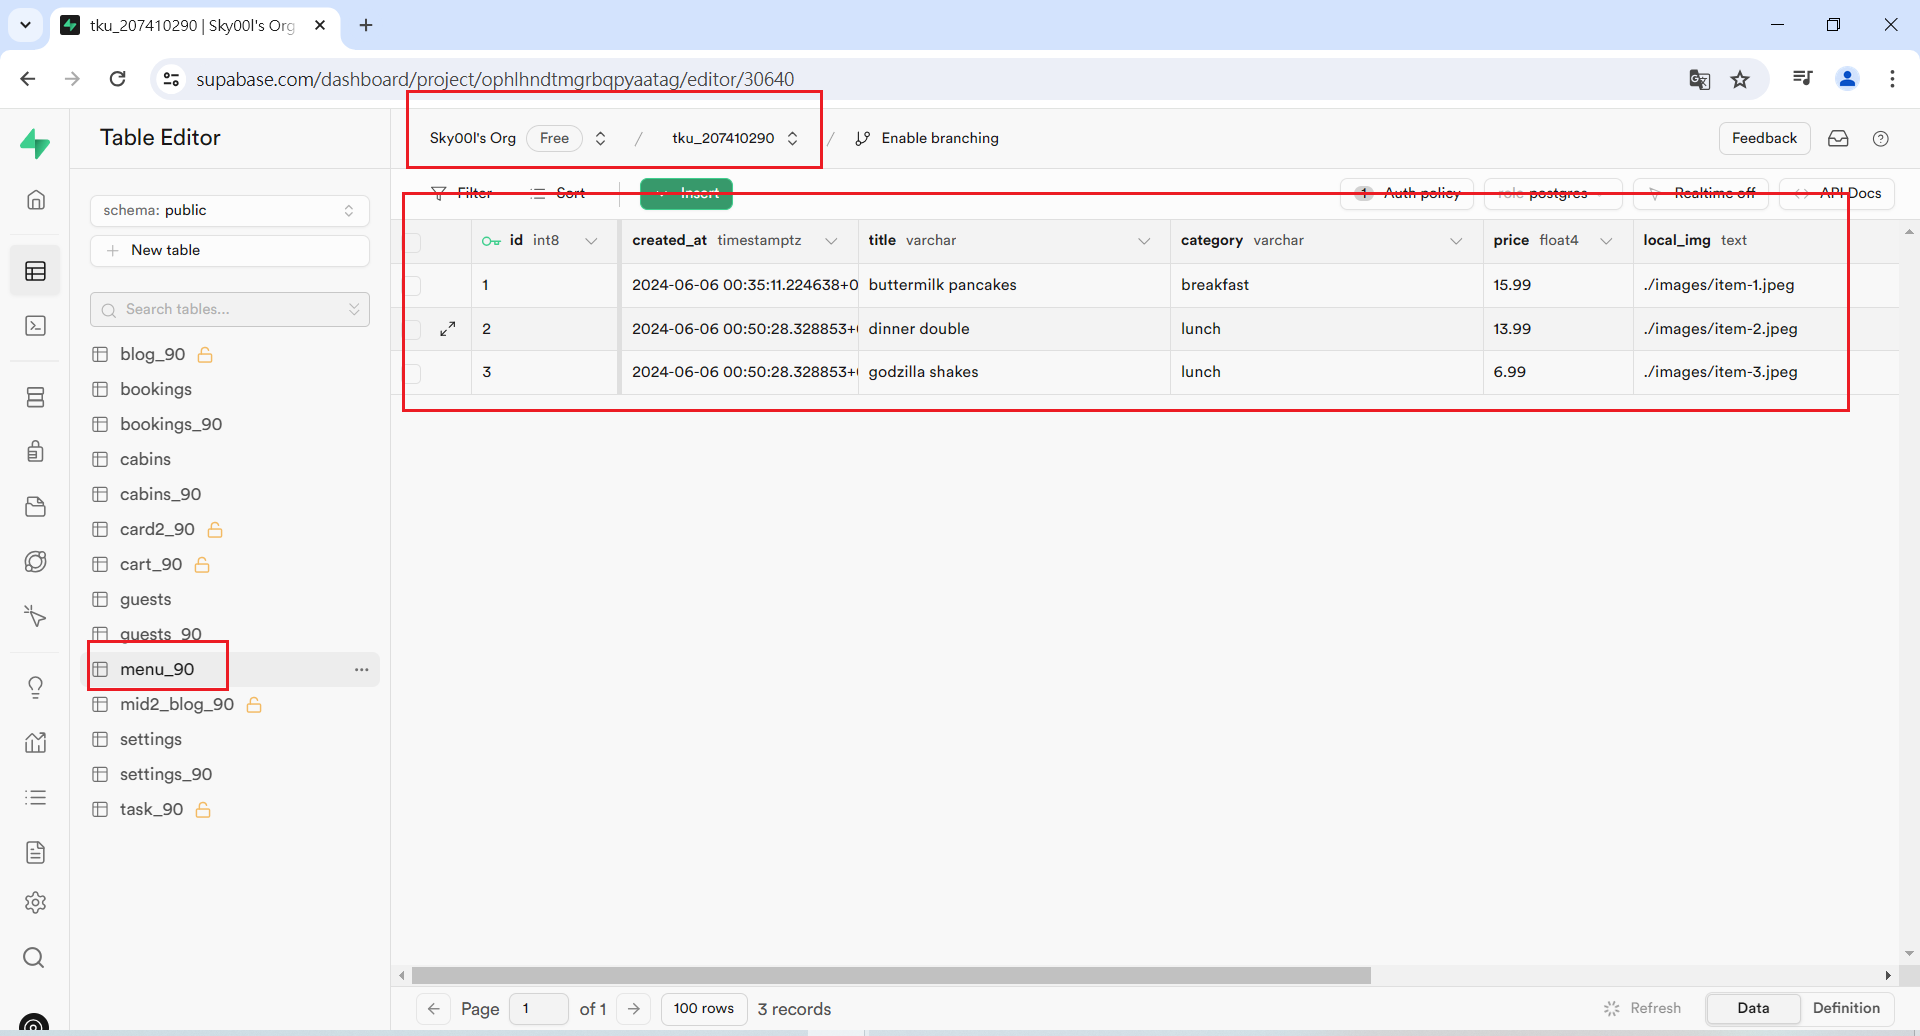 tku_207410290 | Sky00l's Org
supabase.com/dashboard/project/ophlhndtmgrbqpyaatag/editor/30640
Table Editor
Sky00l's Org Free / tku_207410290 / Enable branching
Feedback
schema: public
New table
Search tables...
blog_90
bookings
bookings_90
cabins
cabins_90
card2_90
cart_90
guests
guests_90
menu_90
mid2_blog_90
settings
settings_90
task_90
Filter Sort Insert 1 Auth policy role postgres Realtime off API Docs
id int8 created_at timestamptz title varchar category varchar price float4 local_img text
1 2024-06-06 00:35:11.224638+0 buttermilk pancakes breakfast 15.99 ./images/item-1.jpeg
2 2024-06-06 00:50:28.328853+ dinner double lunch 13.99 ./images/item-2.jpeg
3 2024-06-06 00:50:28.328853+ godzilla shakes lunch 6.99 ./images/item-3.jpeg
Page 1 of 1 100 rows 3 records
Refresh Data Definition